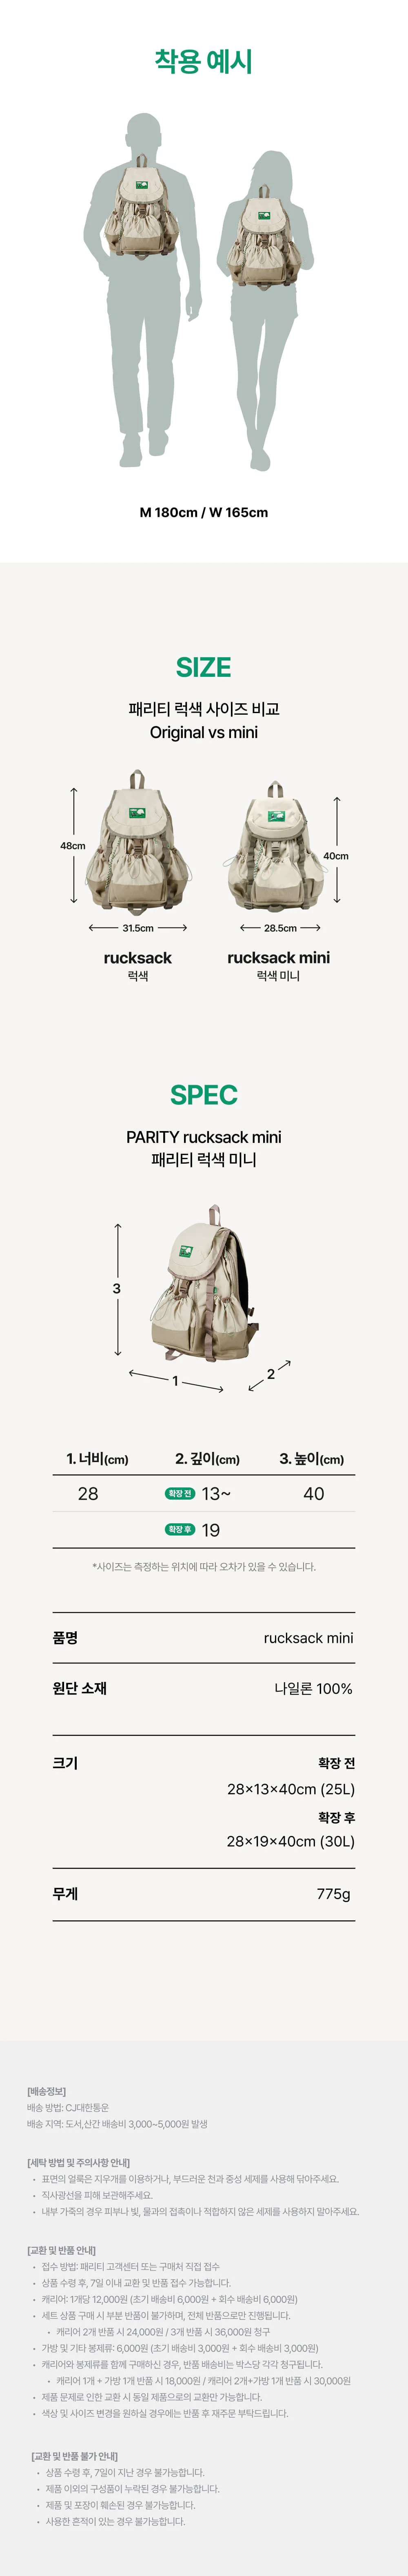 착용 예시
M 180cm / W 165cm
SIZE
패리티 럭색 사이즈 비교
Original vs mini
48cm
40cm
31.5cm
28.5cm
rucksack
럭색
rucksack mini
럭색 미니
SPEC
PARITY rucksack mini
패리티 럭색 미니
3
1
2
1. 너비(cm) 2. 깊이(cm) 3. 높이(cm)
28 확장 전 13~ 40
확장 후 19
*사이즈는 측정하는 위치에 따라 오차가 있을 수 있습니다.
품명 rucksack mini
원단 소재 나일론 100%
크기 확장 전
28×13×40cm (25L)
확장 후
28×19×40cm (30L)
무게 775g
[배송정보]
배송 방법: CJ대한통운
배송 지역: 도서,산간 배송비 3,000~5,000원 발생
[세탁 방법 및 주의사항 안내]
• 표면의 얼룩은 지우개를 이용하거나, 부드러운 천과 중성 세제를 사용해 닦아주세요.
• 직사광선을 피해 보관해주세요.
• 내부 가죽의 경우 피부나 빛, 물과의 접촉이나 적합하지 않은 세제를 사용하지 말아주세요.
[교환 및 반품 안내]
• 접수 방법: 패리티 고객센터 또는 구매처 직접 접수
• 상품 수령 후, 7일 이내 교환 및 반품 접수 가능합니다.
• 캐리어: 1개당 12,000원 (초기 배송비 6,000원 + 회수 배송비 6,000원)
• 세트 상품 구매 시 부분 반품이 불가하며, 전체 반품으로만 진행됩니다.
• 캐리어 2개 반품 시 24,000원 / 3개 반품 시 36,000원 청구
• 가방 및 기타 봉제류: 6,000원 (초기 배송비 3,000원 + 회수 배송비 3,000원)
• 캐리어와 봉제류를 함께 구매하신 경우, 반품 배송비는 박스당 각각 청구됩니다.
• 캐리어 1개 + 가방 1개 반품 시 18,000원 / 캐리어 2개+가방 1개 반품 시 30,000원
• 제품 문제로 인한 교환 시 동일 제품으로의 교환만 가능합니다.
• 색상 및 사이즈 변경을 원하실 경우에는 반품 후 재주문 부탁드립니다.
[교환 및 반품 불가 안내]
• 상품 수령 후, 7일이 지난 경우 불가능합니다.
• 제품 이외의 구성품이 누락된 경우 불가능합니다.
• 제품 및 포장이 훼손된 경우 불가능합니다.
• 사용한 흔적이 있는 경우 불가능합니다.